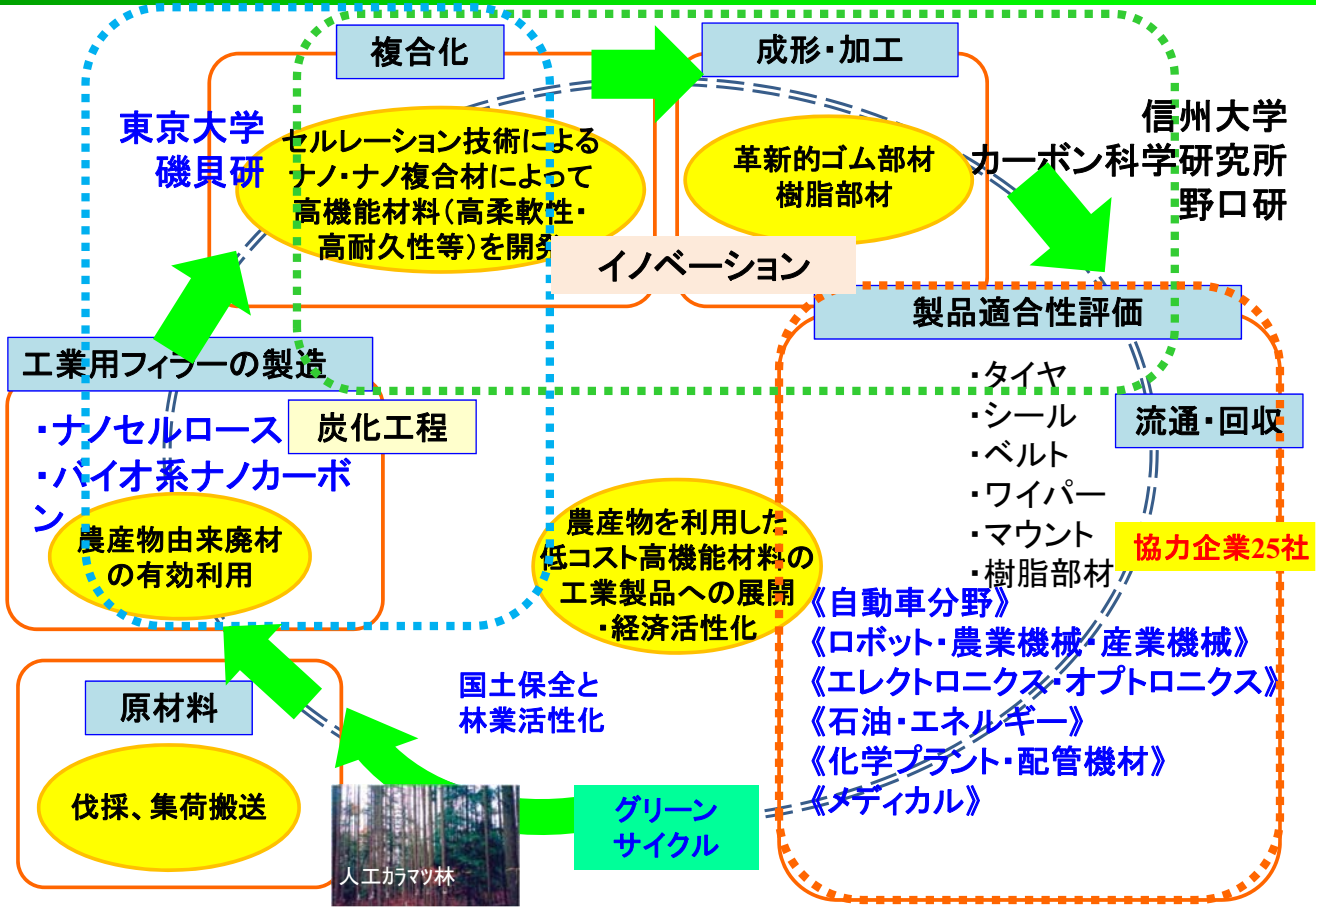 複合化
成形・加工
東京大学
磯貝研
セルレーション技術による
ナノ・ナノ複合材によって
高機能材料(高柔軟性・
高耐久性等)を開発
革新的ゴム部材
樹脂部材
信州大学
カーボン科学研究所
野口研
イノベーション
製品適合性評価
工業用フィラーの製造
炭化工程
・ナノセルロース
・バイオ系ナノカーボ
ン
農産物由来廃材
の有効利用
・タイヤ
・シール
・ベルト
・ワイパー
・マウント
・樹脂部材
流通・回収
協力企業25社
農産物を利用した
低コスト高機能材料の
工業製品への展開
・経済活性化
《自動車分野》
《ロボット・農業機械・産業機械》
《エレクトロニクス・オプトロニクス》
《石油・エネルギー》
《化学プラント・配管機材》
《メディカル》
原材料
伐採、集荷搬送
国土保全と
林業活性化
人工カラマツ林
グリーン
サイクル